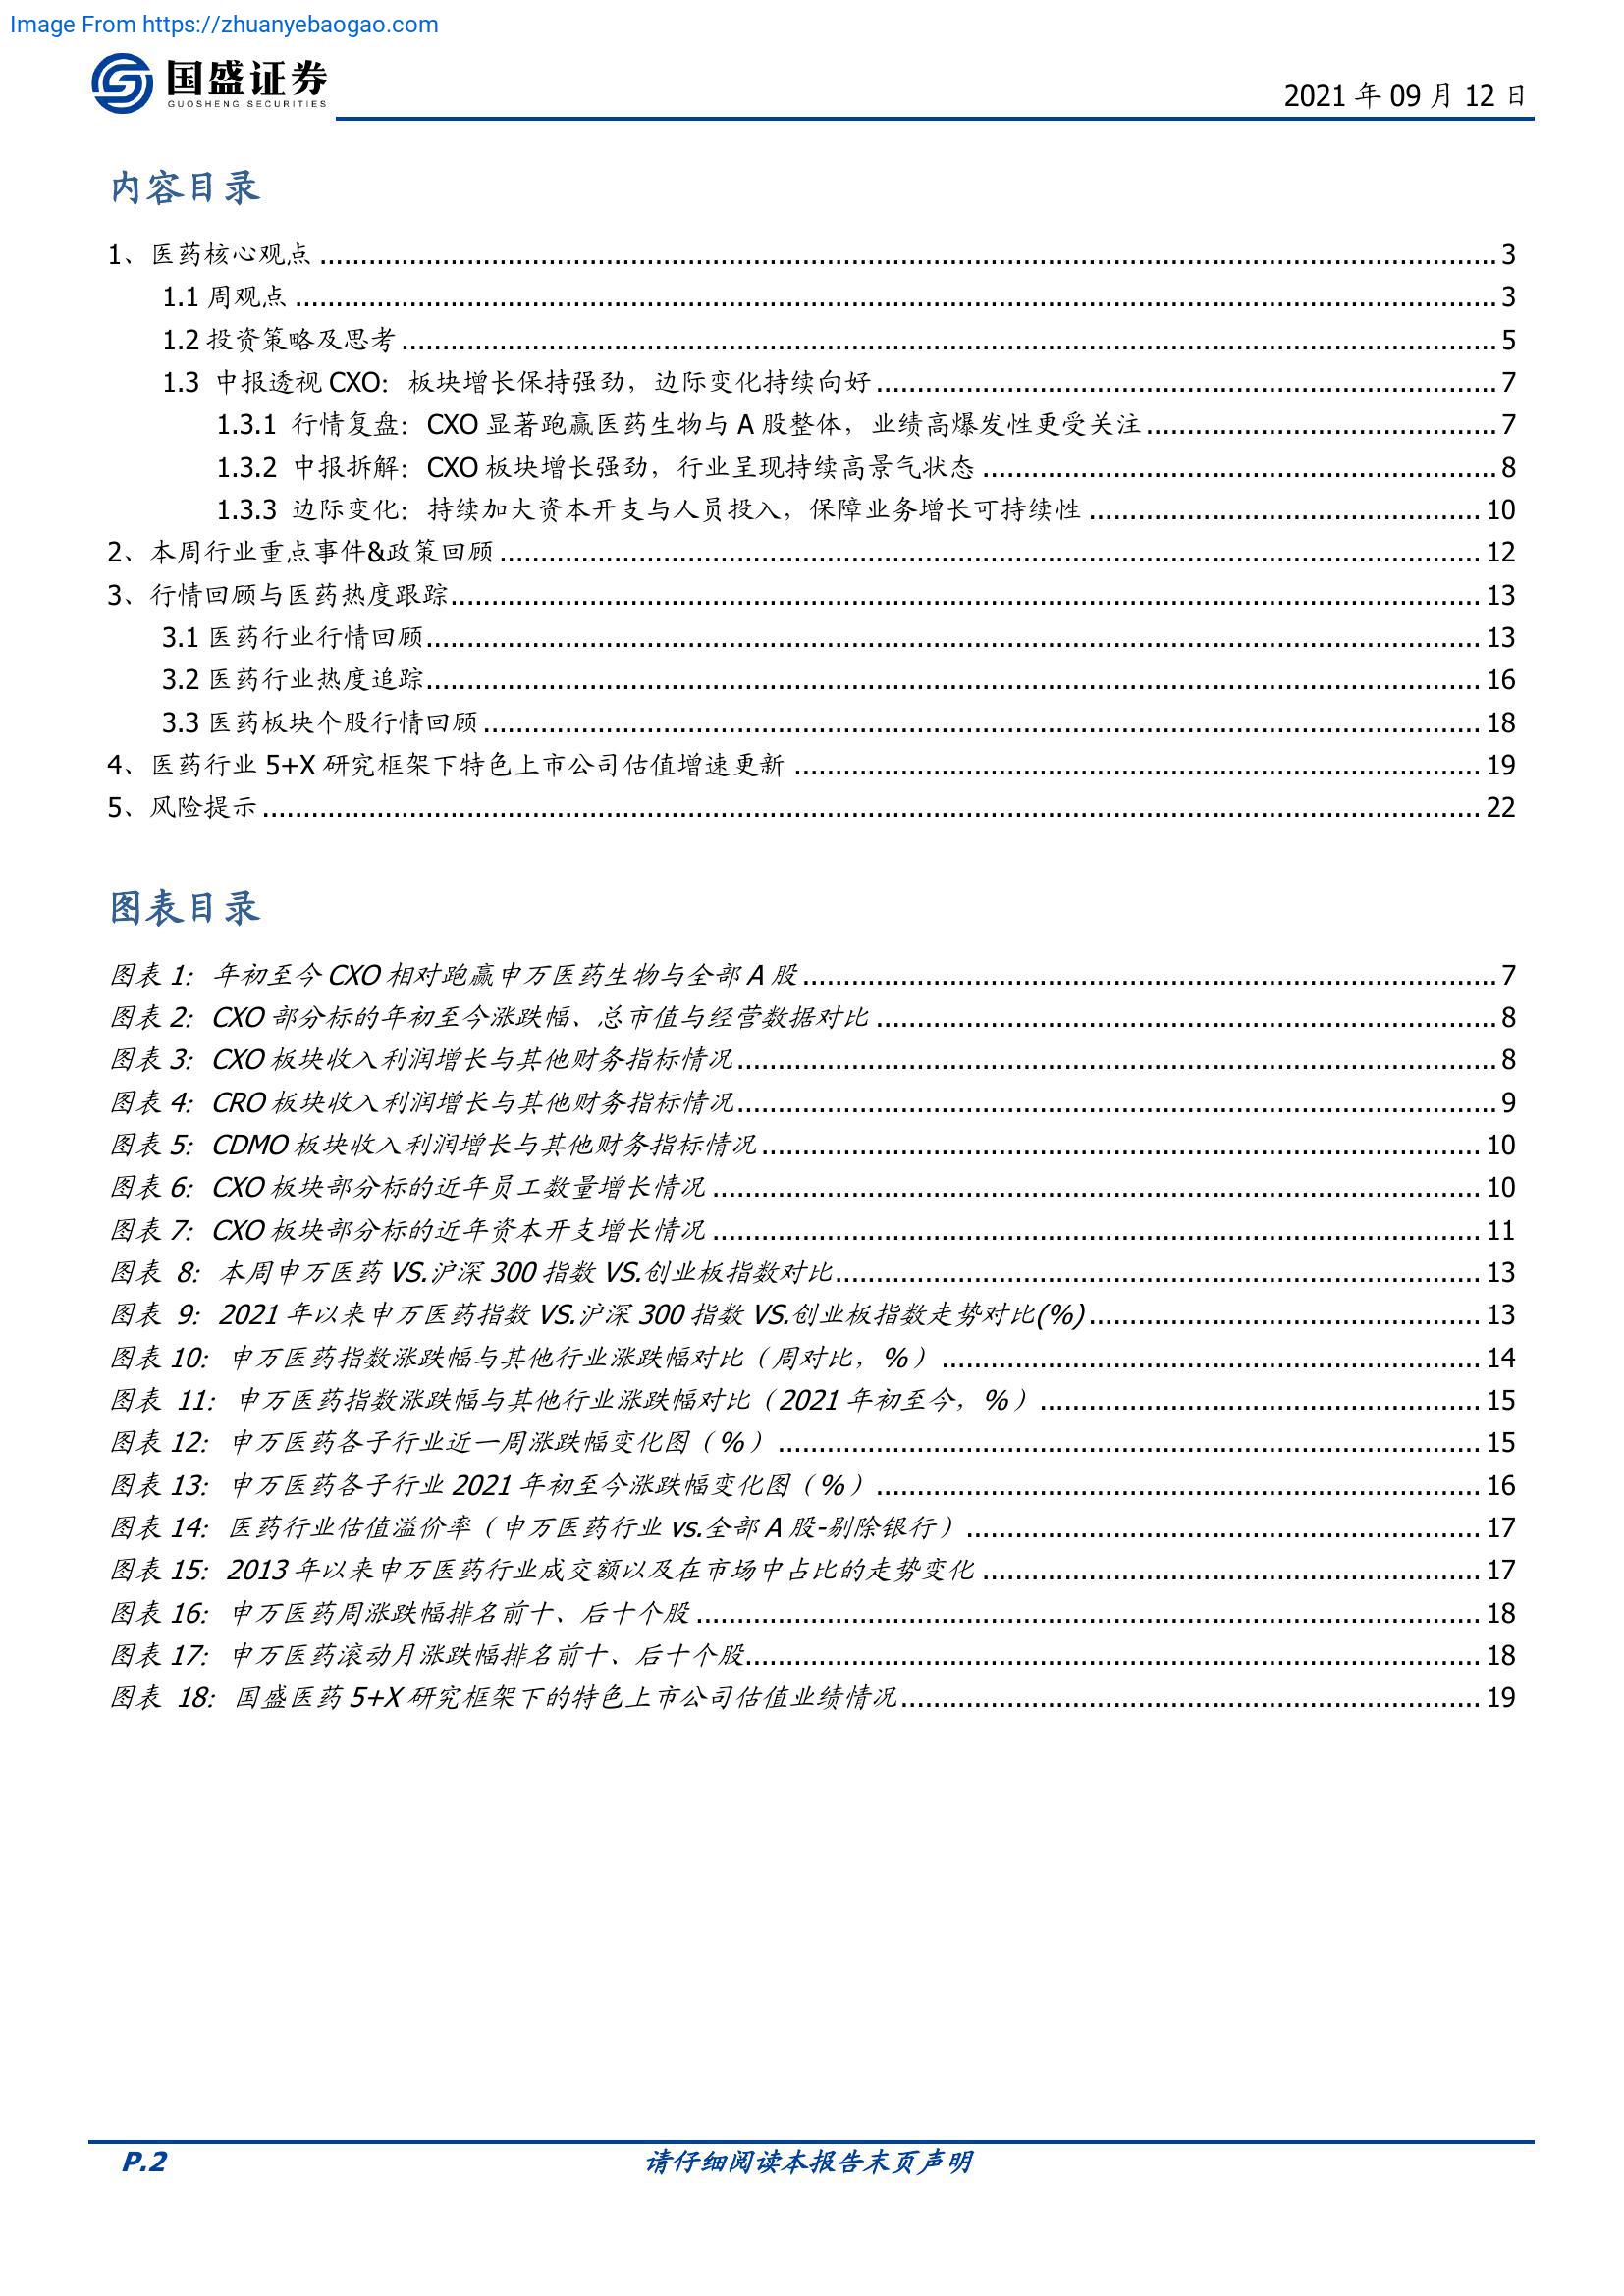 Image From https://zhuanyebaogao.com
国盛证券
GUOSHENG SECURITIES
2021 年 09 月 12 日
内容目录
1、医药核心观点 ........ 3
1.1 周观点 ........ 3
1.2 投资策略及思考 ........ 5
1.3 中报透视 CXO：板块增长保持强劲，边际变化持续向好 ........ 7
1.3.1 行情复盘：CXO 显著跑赢医药生物与 A 股整体，业绩高爆发性更受关注 ........ 7
1.3.2 中报拆解：CXO 板块增长强劲，行业呈现持续高景气状态 ........ 8
1.3.3 边际变化：持续加大资本开支与人员投入，保障业务增长可持续性 ........ 10
2、本周行业重点事件&政策回顾 ........ 12
3、行情回顾与医药热度跟踪 ........ 13
3.1 医药行业行情回顾 ........ 13
3.2 医药行业热度追踪 ........ 16
3.3 医药板块个股行情回顾 ........ 18
4、医药行业 5+X 研究框架下特色上市公司估值增速更新 ........ 19
5、风险提示 ........ 22
图表目录
图表 1：年初至今 CXO 相对跑赢申万医药生物与全部 A 股 ........ 7
图表 2：CXO 部分标的年初至今涨跌幅、总市值与经营数据对比 ........ 8
图表 3：CXO 板块收入利润增长与其他财务指标情况 ........ 8
图表 4：CRO 板块收入利润增长与其他财务指标情况 ........ 9
图表 5：CDMO 板块收入利润增长与其他财务指标情况 ........ 10
图表 6：CXO 板块部分标的近年员工数量增长情况 ........ 10
图表 7：CXO 板块部分标的近年资本开支增长情况 ........ 11
图表 8：本周申万医药 VS.沪深 300 指数 VS.创业板指数对比 ........ 13
图表 9：2021 年以来申万医药指数 VS.沪深 300 指数 VS.创业板指数走势对比(%) ........ 13
图表 10：申万医药指数涨跌幅与其他行业涨跌幅对比（周对比，%） ........ 14
图表 11：申万医药指数涨跌幅与其他行业涨跌幅对比（2021 年初至今，%） ........ 15
图表 12：申万医药各子行业近一周涨跌幅变化图（%） ........ 15
图表 13：申万医药各子行业 2021 年初至今涨跌幅变化图（%） ........ 16
图表 14：医药行业估值溢价率（申万医药行业 vs.全部 A 股-剔除银行） ........ 17
图表 15：2013 年以来申万医药行业成交额以及在市场中占比的走势变化 ........ 17
图表 16：申万医药周涨跌幅排名前十、后十个股 ........ 18
图表 17：申万医药滚动月涨跌幅排名前十、后十个股 ........ 18
图表 18：国盛医药 5+X 研究框架下的特色上市公司估值业绩情况 ........ 19
P.2
请仔细阅读本报告末页声明